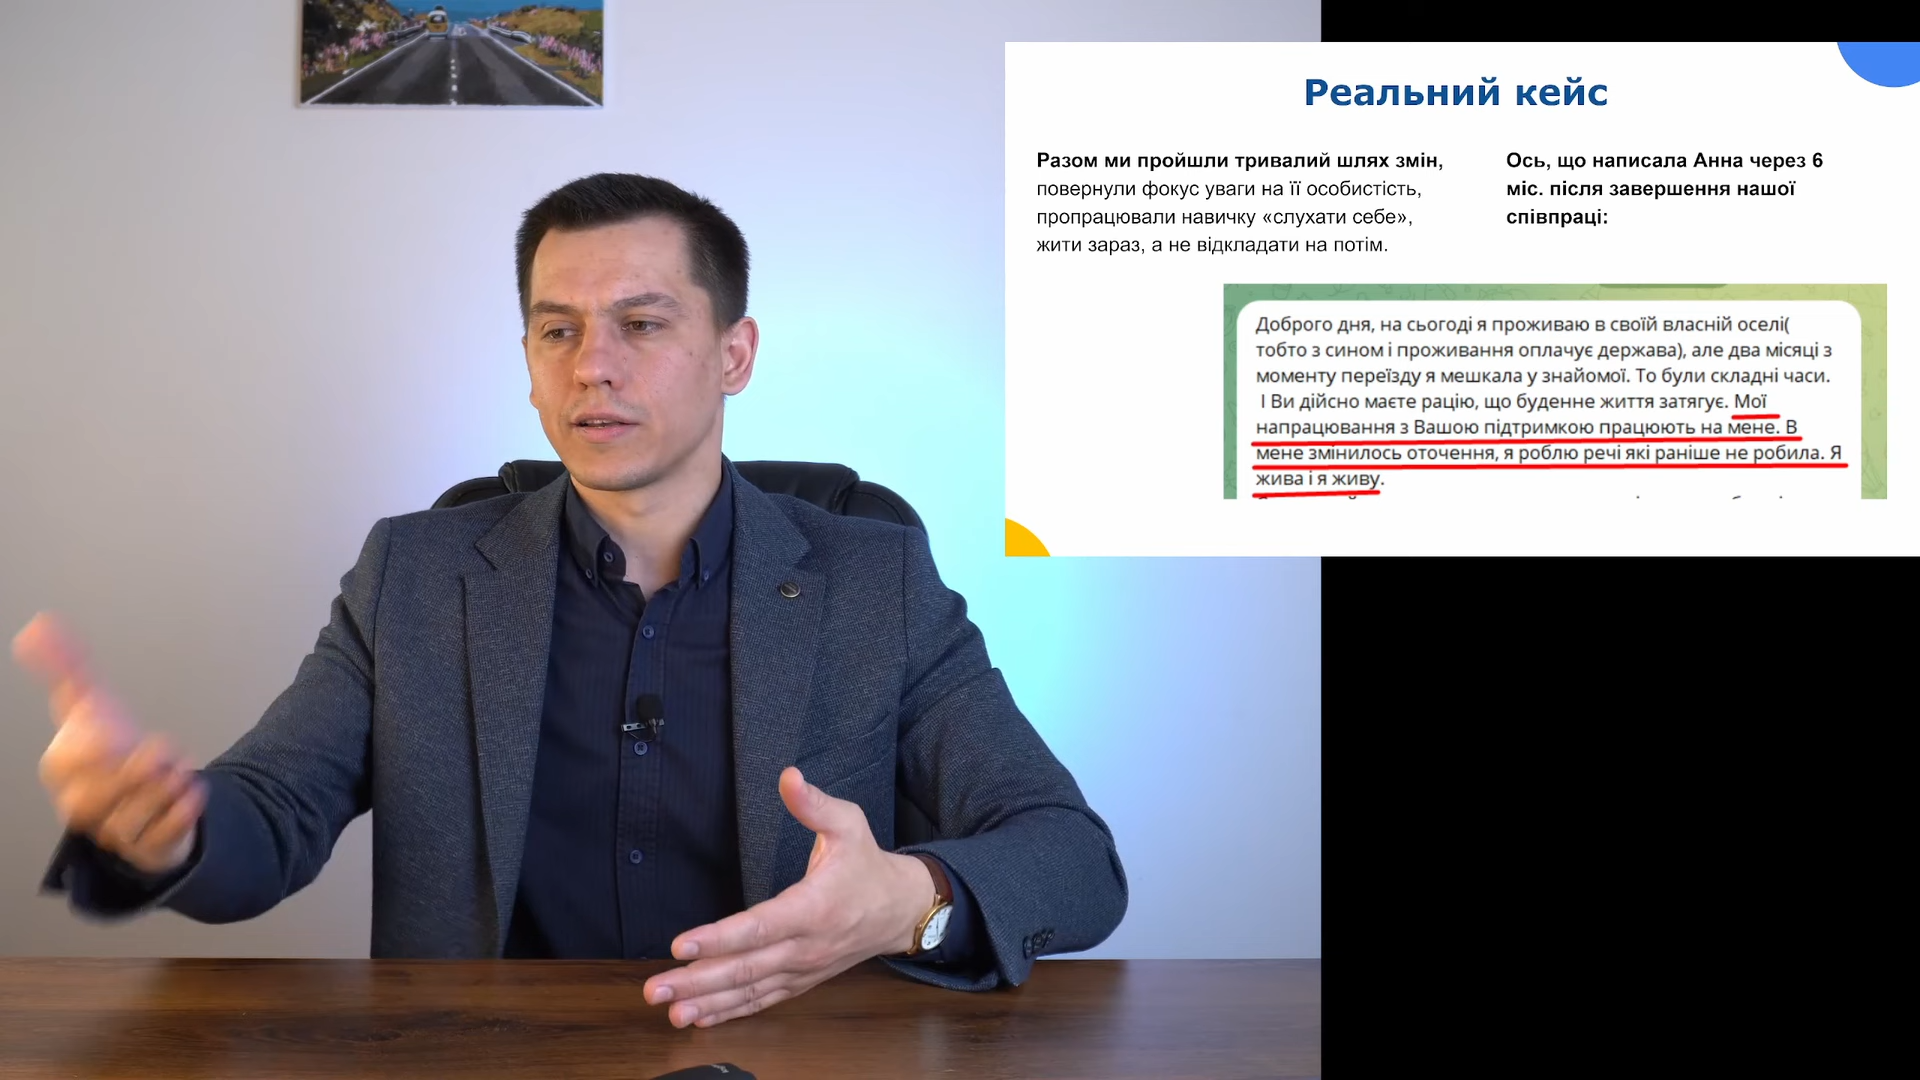 Реальний кейс
Разом ми пройшли тривалий шлях змін,
повернули фокус уваги на її особистість,
пропрацювали навичку «слухати себе»,
жити зараз, а не відкладати на потім.
Ось, що написала Анна через 6
міс. після завершення нашої
співпраці:
Доброго дня, на сьогоді я проживаю в своїй власній оселі(
тобто з сином і проживання оплачує держава), але два місяці з
моменту переїзду я мешкала у знайомої. То були складні часи.
І Ви дійсно маєте рацію, що буденне життя затягує. Мої
напрацювання з Вашою підтримкою працюють на мене. В
мене змінилось оточення, я роблю речі які раніше не робила. Я
жива і я живу.